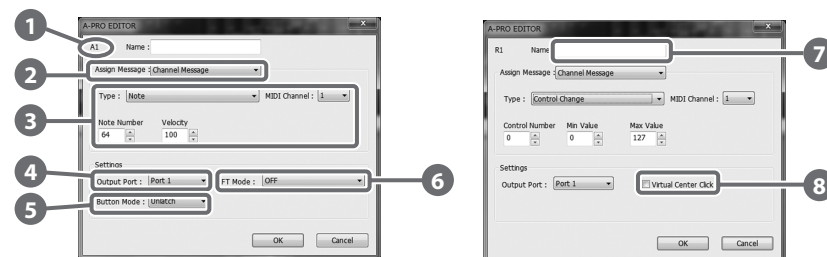 A-PRO EDITOR
1
A1 Name :
2
Assign Message : Channel Message
3
Type : Note MIDI Channel : 1
Note Number Velocity
64 100
Settings
4
Output Port : Port 1 FT Mode : OFF
6
5
Button Mode : Unlatch
OK Cancel
A-PRO EDITOR
R1 Name
7
Assign Message : Channel Message
Type : Control Change MIDI Channel : 1
Control Number Min Value Max Value
0 0 127
Settings
Output Port : Port 1 Virtual Center Click
8
OK Cancel